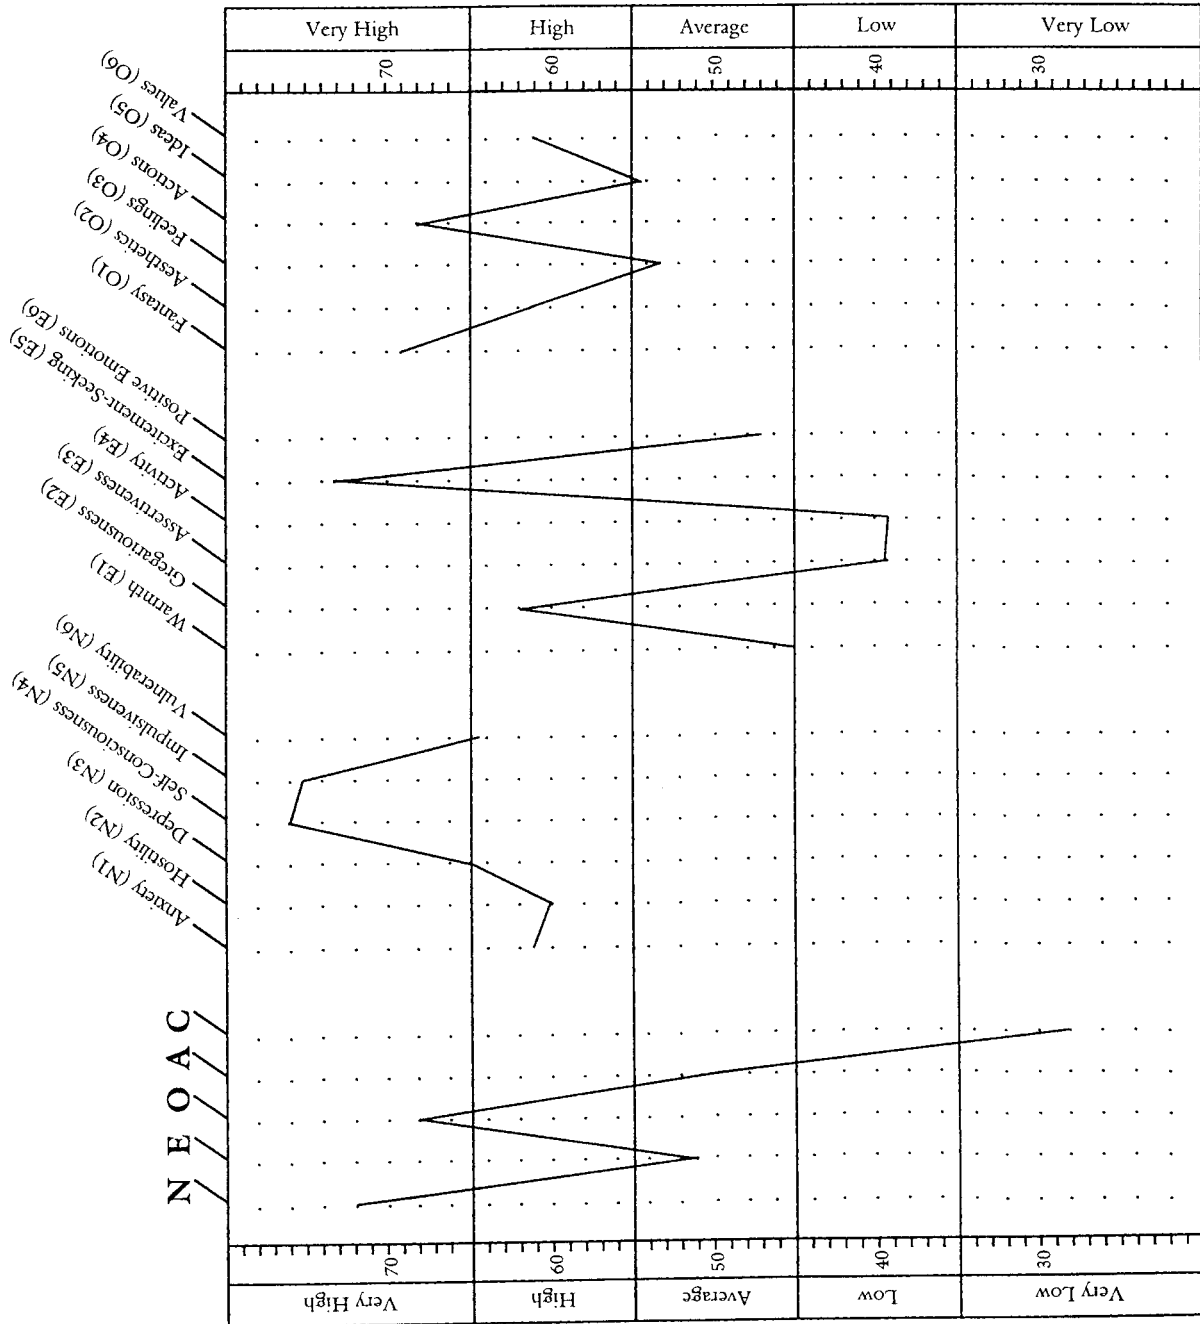 Very High High Average Low Very Low
70 60 50 40 30
Values (O6)
Ideas (O5)
Actions (O4)
Feelings (O3)
Aesthetics (O2)
Fantasy (O1)
Positive Emotions (E6)
Excitement-Seeking (E5)
Activity (E4)
Assertiveness (E3)
Gregariousness (E2)
Warmth (E1)
Vulnerability (N6)
Impulsiveness (N5)
Self-Consciousness (N4)
Depression (N3)
Hostility (N2)
Anxiety (N1)
N E O A C
70 60 50 40 30
Very High High Average Low Very Low